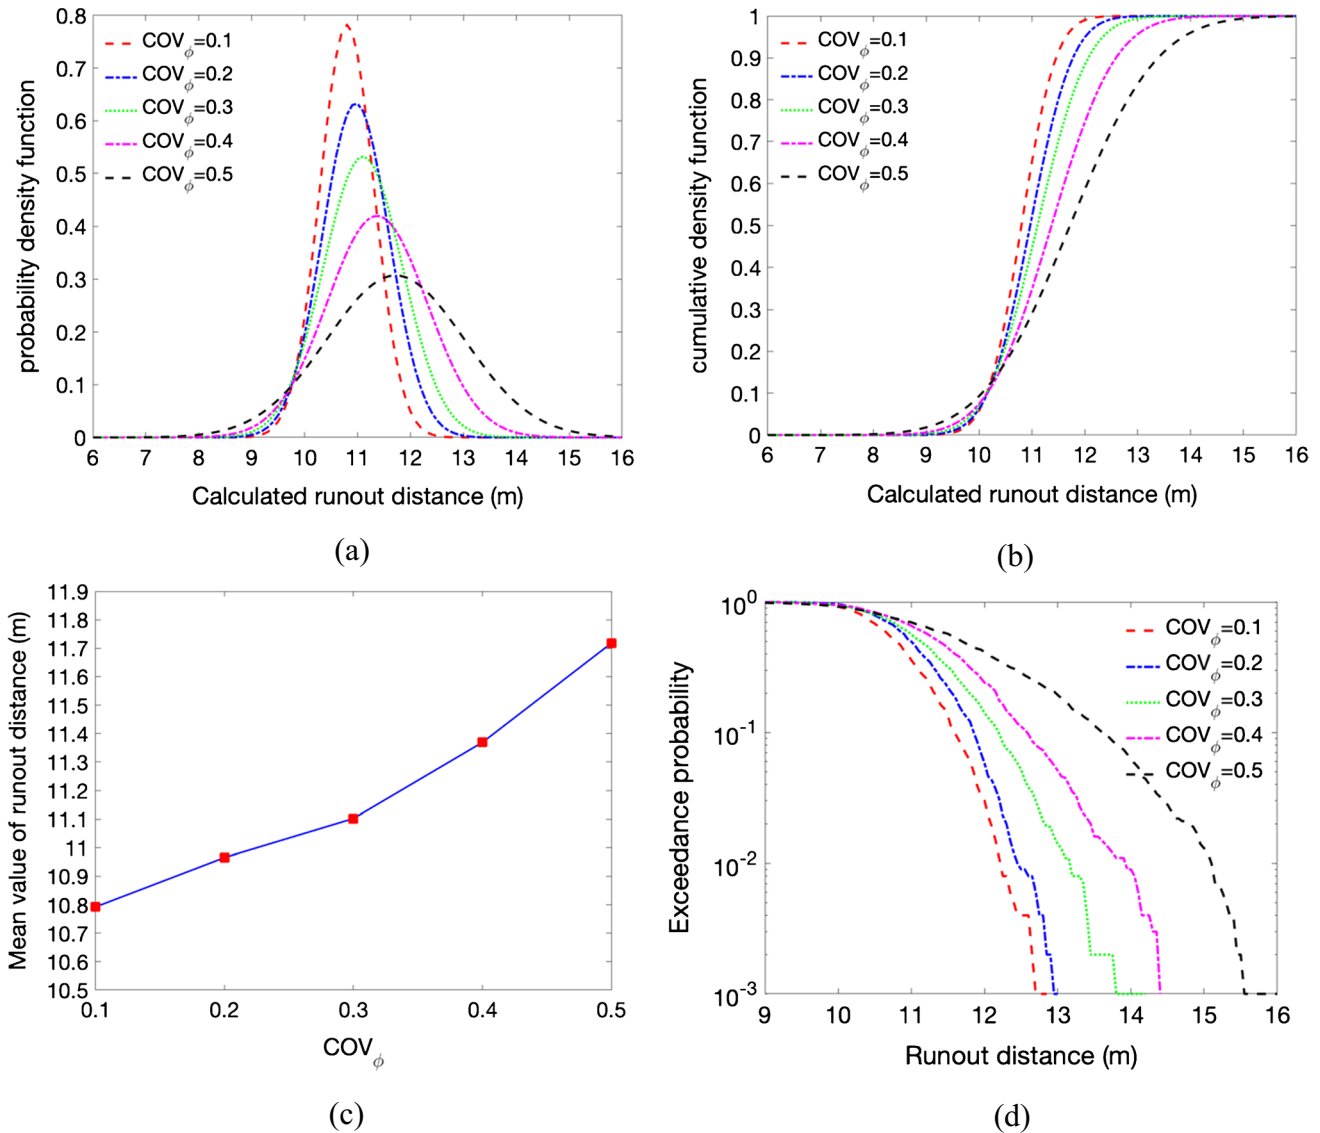 probability density function
0.8
0.7
0.6
0.5
0.4
0.3
0.2
0.1
0
COVϕ=0.1
COVϕ=0.2
COVϕ=0.3
COVϕ=0.4
COVϕ=0.5
6 7 8 9 10 11 12 13 14 15 16
Calculated runout distance (m)
(a)
cumulative density function
1
0.9
0.8
0.7
0.6
0.5
0.4
0.3
0.2
0.1
0
COVϕ=0.1
COVϕ=0.2
COVϕ=0.3
COVϕ=0.4
COVϕ=0.5
6 7 8 9 10 11 12 13 14 15 16
Calculated runout distance (m)
(b)
Mean value of runout distance (m)
11.9
11.8
11.7
11.6
11.5
11.4
11.3
11.2
11.1
11
10.9
10.8
10.7
10.6
10.5
0.1 0.2 0.3 0.4 0.5
COVϕ
(c)
Exceedance probability
10^0
10^-1
10^-2
10^-3
COVϕ=0.1
COVϕ=0.2
COVϕ=0.3
COVϕ=0.4
COVϕ=0.5
9 10 11 12 13 14 15 16
Runout distance (m)
(d)